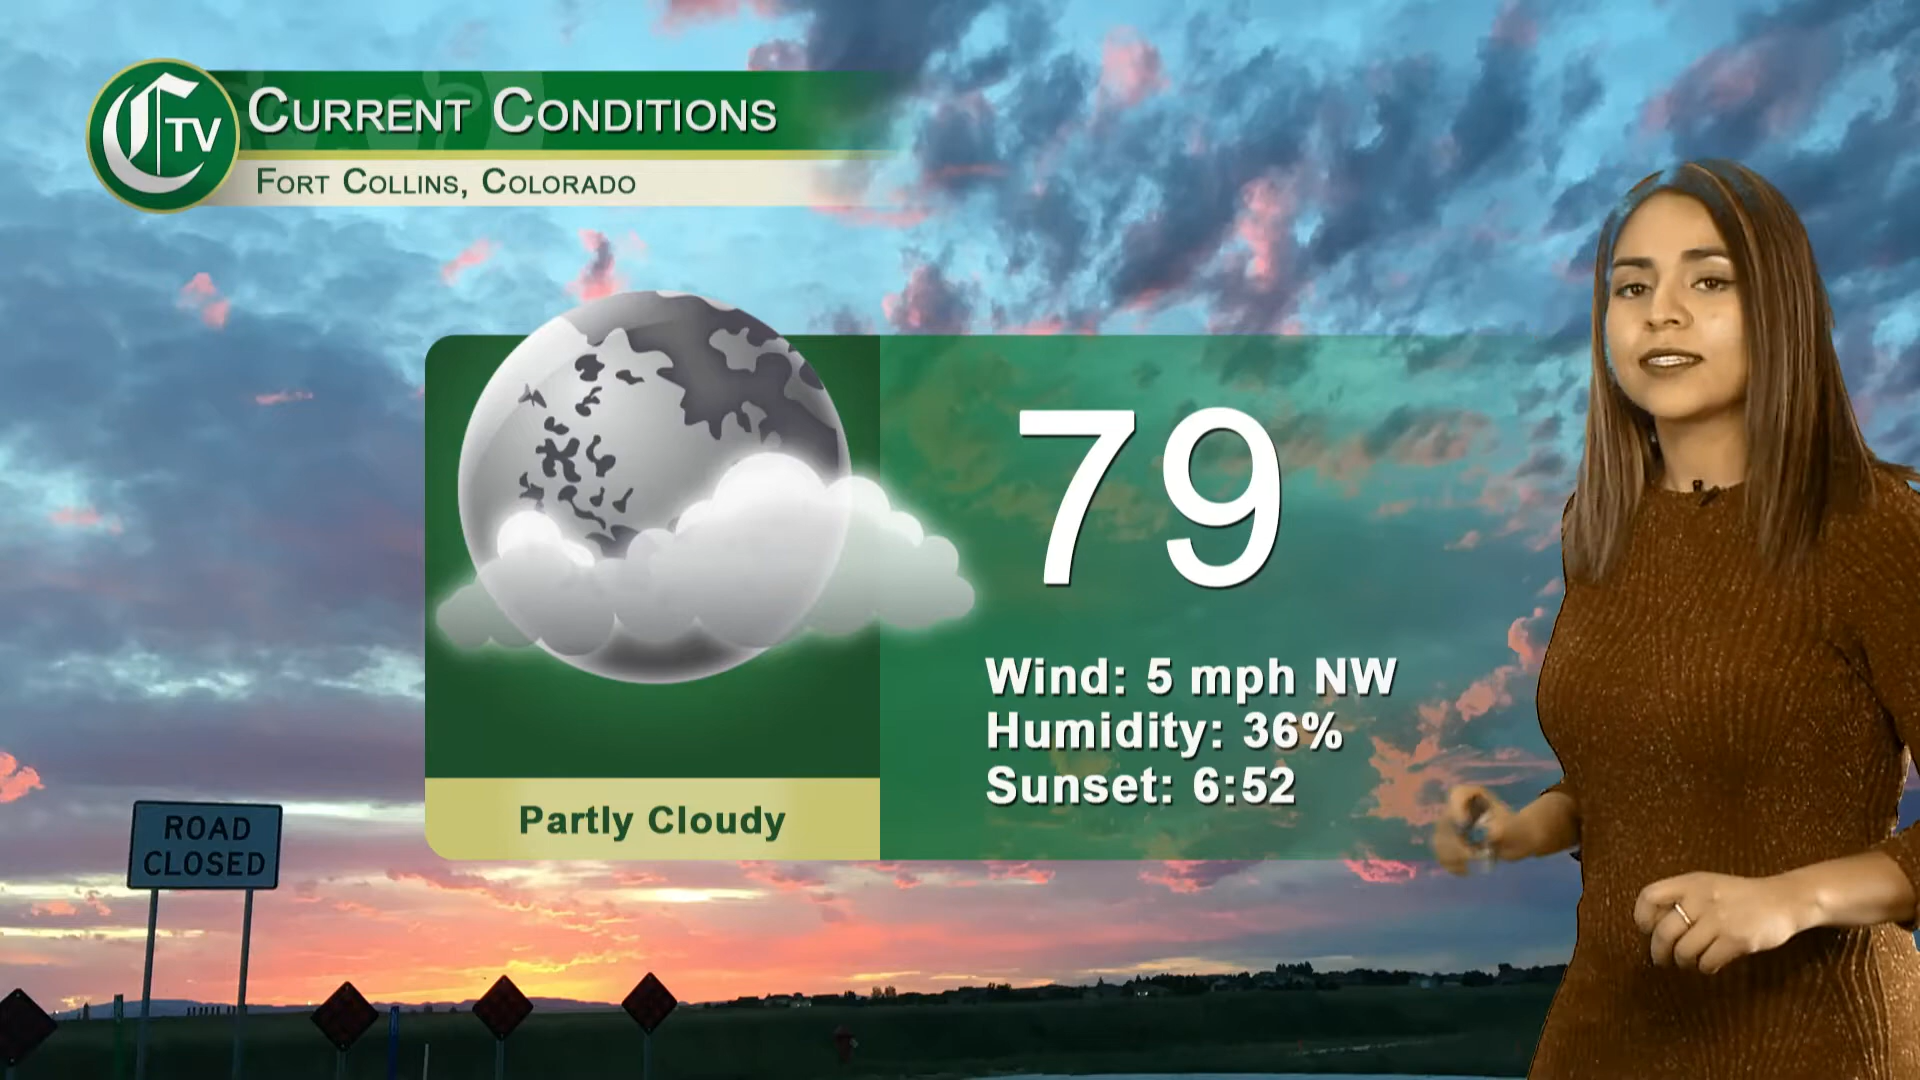 CTV
CURRENT CONDITIONS
FORT COLLINS, COLORADO
79
Wind: 5 mph NW
Humidity: 36%
Sunset: 6:52
Partly Cloudy
ROAD
CLOSED